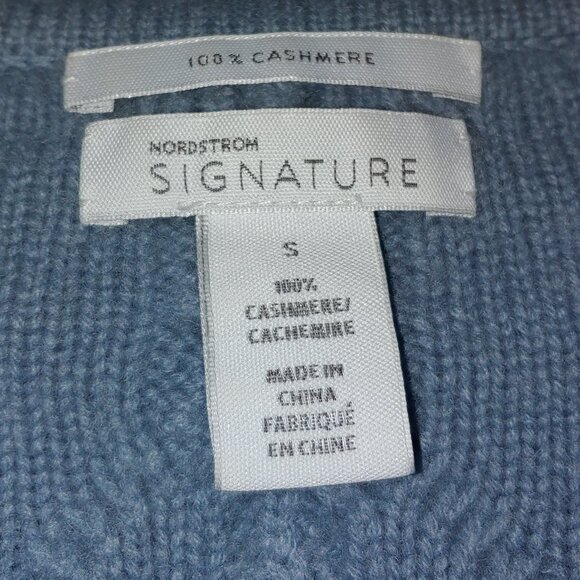 100% CASHMERE
NORDSTROM
SIGNATURE
S
100%
CASHMERE/
CACHEMIRE
MADE IN
CHINA
FABRIQUÉ
EN CHINE